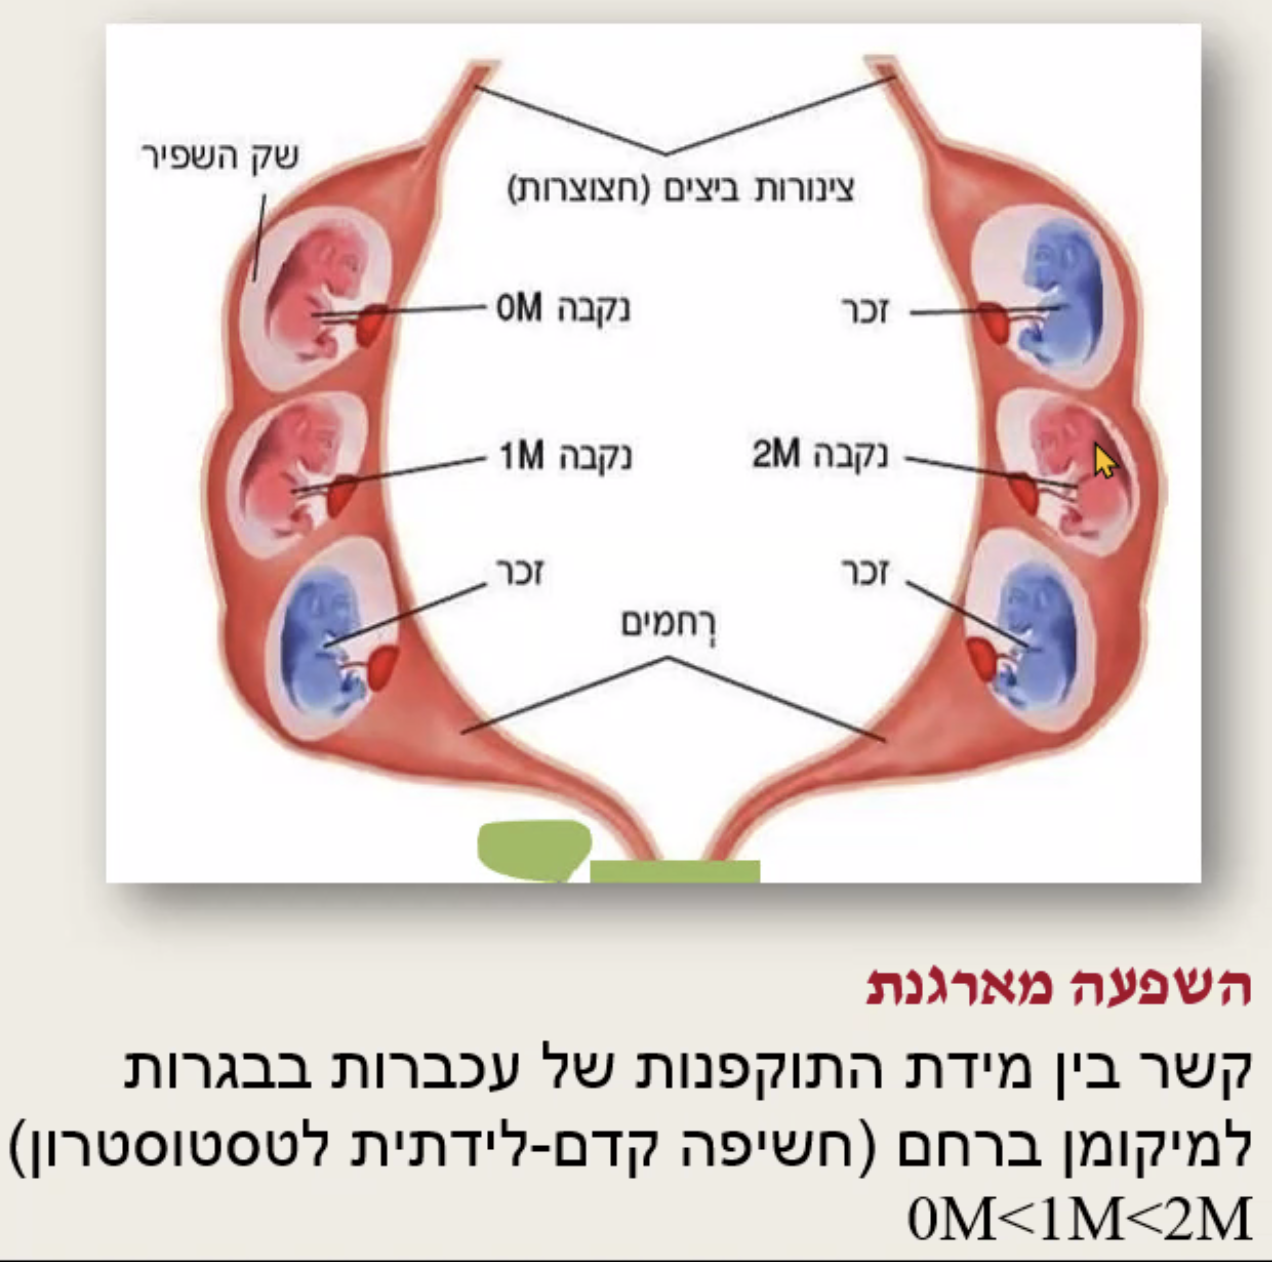 שק השפיר
צינורות ביצים (חצוצרות)
זכר
נקבה 0M
נקבה 2M
נקבה 1M
זכר
זכר
רְחמים
השפעה מארגנת
קשר בין מידת התוקפנות של עכברות בבגרות
למיקומן ברחם (חשיפה קדם-לידתית לטסטוסטרון)
0M<1M<2M